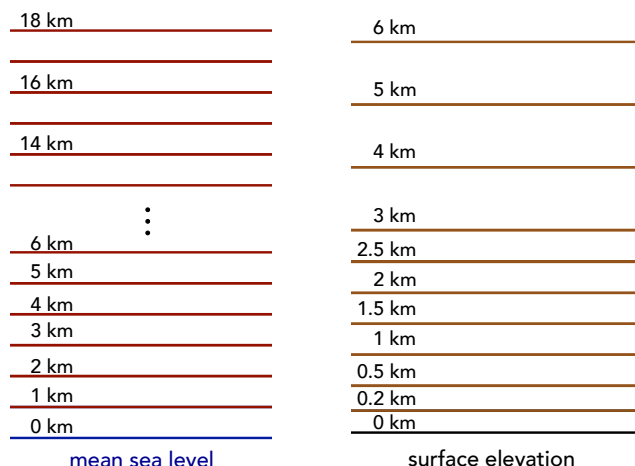 18 km
16 km
14 km
6 km
5 km
4 km
3 km
2 km
1 km
0 km
mean sea level
6 km
5 km
4 km
3 km
2.5 km
2 km
1.5 km
1 km
0.5 km
0.2 km
0 km
surface elevation